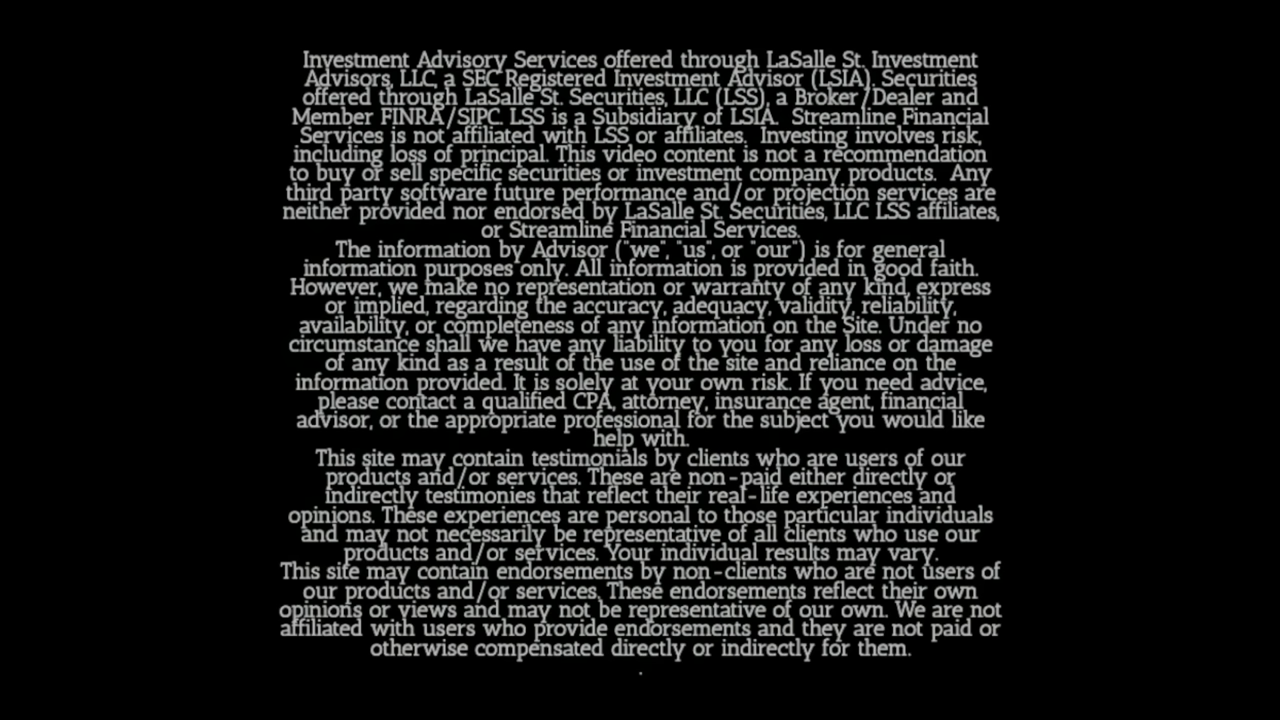 Investment Advisory Services offered through LaSalle St. Investment
Advisors, LLC, a SEC Registered Investment Advisor (LSIA). Securities
offered through LaSalle St. Securities, LLC (LSS), a Broker/Dealer and
Member FINRA/SIPC. LSS is a Subsidiary of LSIA.  Streamline Financial
Services is not affiliated with LSS or affiliates.  Investing involves risk,
including loss of principal. This video content is not a recommendation
to buy or sell specific securities or investment company products.  Any
third party software future performance and/or projection services are
neither provided nor endorsed by LaSalle St. Securities, LLC LSS affiliates,
or Streamline Financial Services.
The information by Advisor ("we", "us", or "our") is for general
information purposes only. All information is provided in good faith.
However, we make no representation or warranty of any kind, express
or implied, regarding the accuracy, adequacy, validity, reliability,
availability, or completeness of any information on the Site. Under no
circumstance shall we have any liability to you for any loss or damage
of any kind as a result of the use of the site and reliance on the
information provided. It is solely at your own risk. If you need advice,
please contact a qualified CPA, attorney, insurance agent, financial
advisor, or the appropriate professional for the subject you would like
help with.
This site may contain testimonials by clients who are users of our
products and/or services. These are non-paid either directly or
indirectly testimonies that reflect their real-life experiences and
opinions. These experiences are personal to those particular individuals
and may not necessarily be representative of all clients who use our
products and/or services. Your individual results may vary.
This site may contain endorsements by non-clients who are not users of
our products and/or services. These endorsements reflect their own
opinions or views and may not be representative of our own. We are not
affiliated with users who provide endorsements and they are not paid or
otherwise compensated directly or indirectly for them.
.